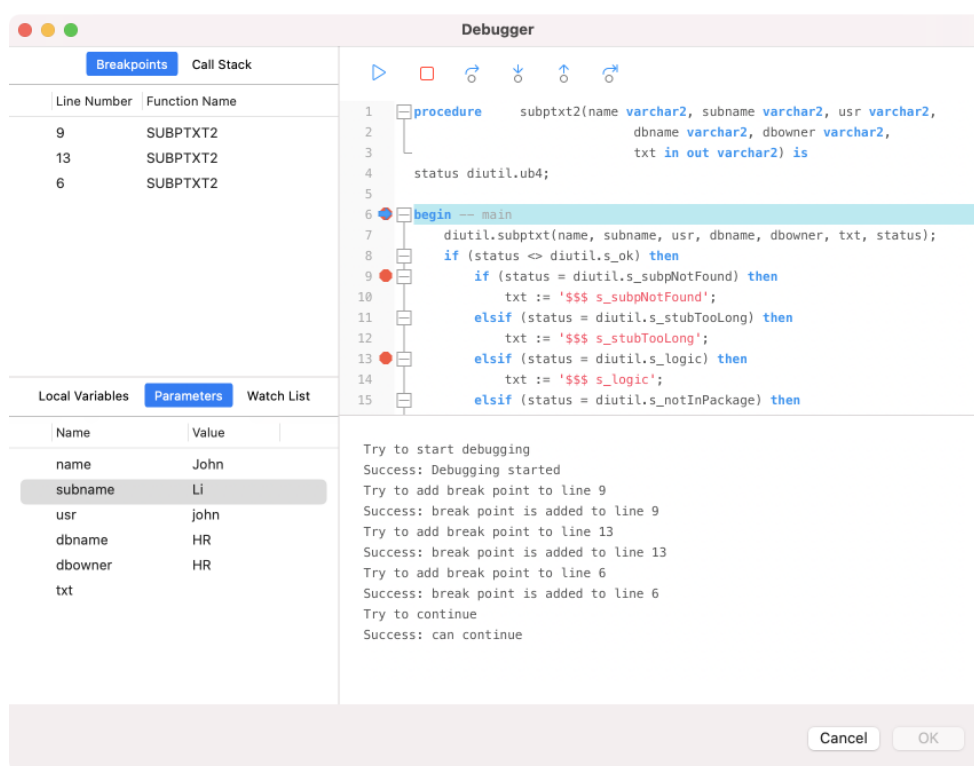 Debugger
Breakpoints Call Stack
Line Number Function Name
9 SUBPTXT2
13 SUBPTXT2
6 SUBPTXT2
Local Variables Parameters Watch List
Name Value
name John
subname Li
usr john
dbname HR
dbowner HR
txt
1 procedure subptxt2(name varchar2, subname varchar2, usr varchar2,
2 dbname varchar2, dbowner varchar2,
3 txt in out varchar2) is
4 status diutil.ub4;
5
6 begin -- main
7 diutil.subptxt(name, subname, usr, dbname, dbowner, txt, status);
8 if (status <> diutil.s_ok) then
9 if (status = diutil.s_subpNotFound) then
10 txt := '$$$ s_subpNotFound';
11 elsif (status = diutil.s_stubTooLong) then
12 txt := '$$$ s_stubTooLong';
13 elsif (status = diutil.s_logic) then
14 txt := '$$$ s_logic';
15 elsif (status = diutil.s_notInPackage) then
Try to start debugging
Success: Debugging started
Try to add break point to line 9
Success: break point is added to line 9
Try to add break point to line 13
Success: break point is added to line 13
Try to add break point to line 6
Success: break point is added to line 6
Try to continue
Success: can continue
Cancel OK